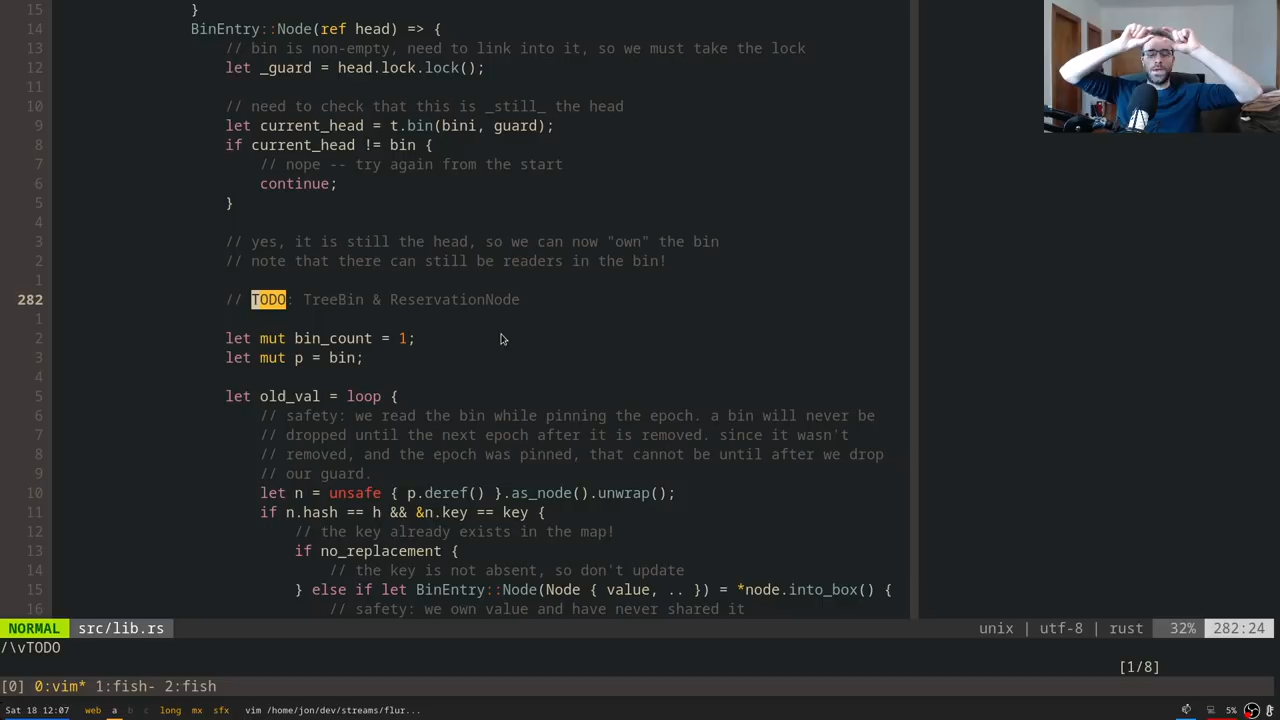 15 }
14 BinEntry::Node(ref head) => {
13 // bin is non-empty, need to link into it, so we must take the lock
12 let _guard = head.lock.lock();
11
10 // need to check that this is _still_ the head
9 let current_head = t.bin(bini, guard);
8 if current_head != bin {
7 // nope -- try again from the start
6 continue;
5 }
4
3 // yes, it is still the head, so we can now "own" the bin
2 // note that there can still be readers in the bin!
1
282 // TODO: TreeBin & ReservationNode
1
2 let mut bin_count = 1;
3 let mut p = bin;
4
5 let old_val = loop {
6 // safety: we read the bin while pinning the epoch. a bin will never be
7 // dropped until the next epoch after it is removed. since it wasn't
8 // removed, and the epoch was pinned, that cannot be until after we drop
9 // our guard.
10 let n = unsafe { p.deref() }.as_node().unwrap();
11 if n.hash == h && &n.key == key {
12 // the key already exists in the map!
13 if no_replacement {
14 // the key is not absent, so don't update
15 } else if let BinEntry::Node(Node { value, .. }) = *node.into_box() {
16 // safety: we own value and have never shared it
NORMAL src/lib.rs unix | utf-8 | rust 32% 282:24
/\vTODO
[1/8]
[0] 0:vim* 1:fish- 2:fish
Sat 18 12:07 web a b c long mx sfx vim /home/jon/dev/streams/flur... 5%